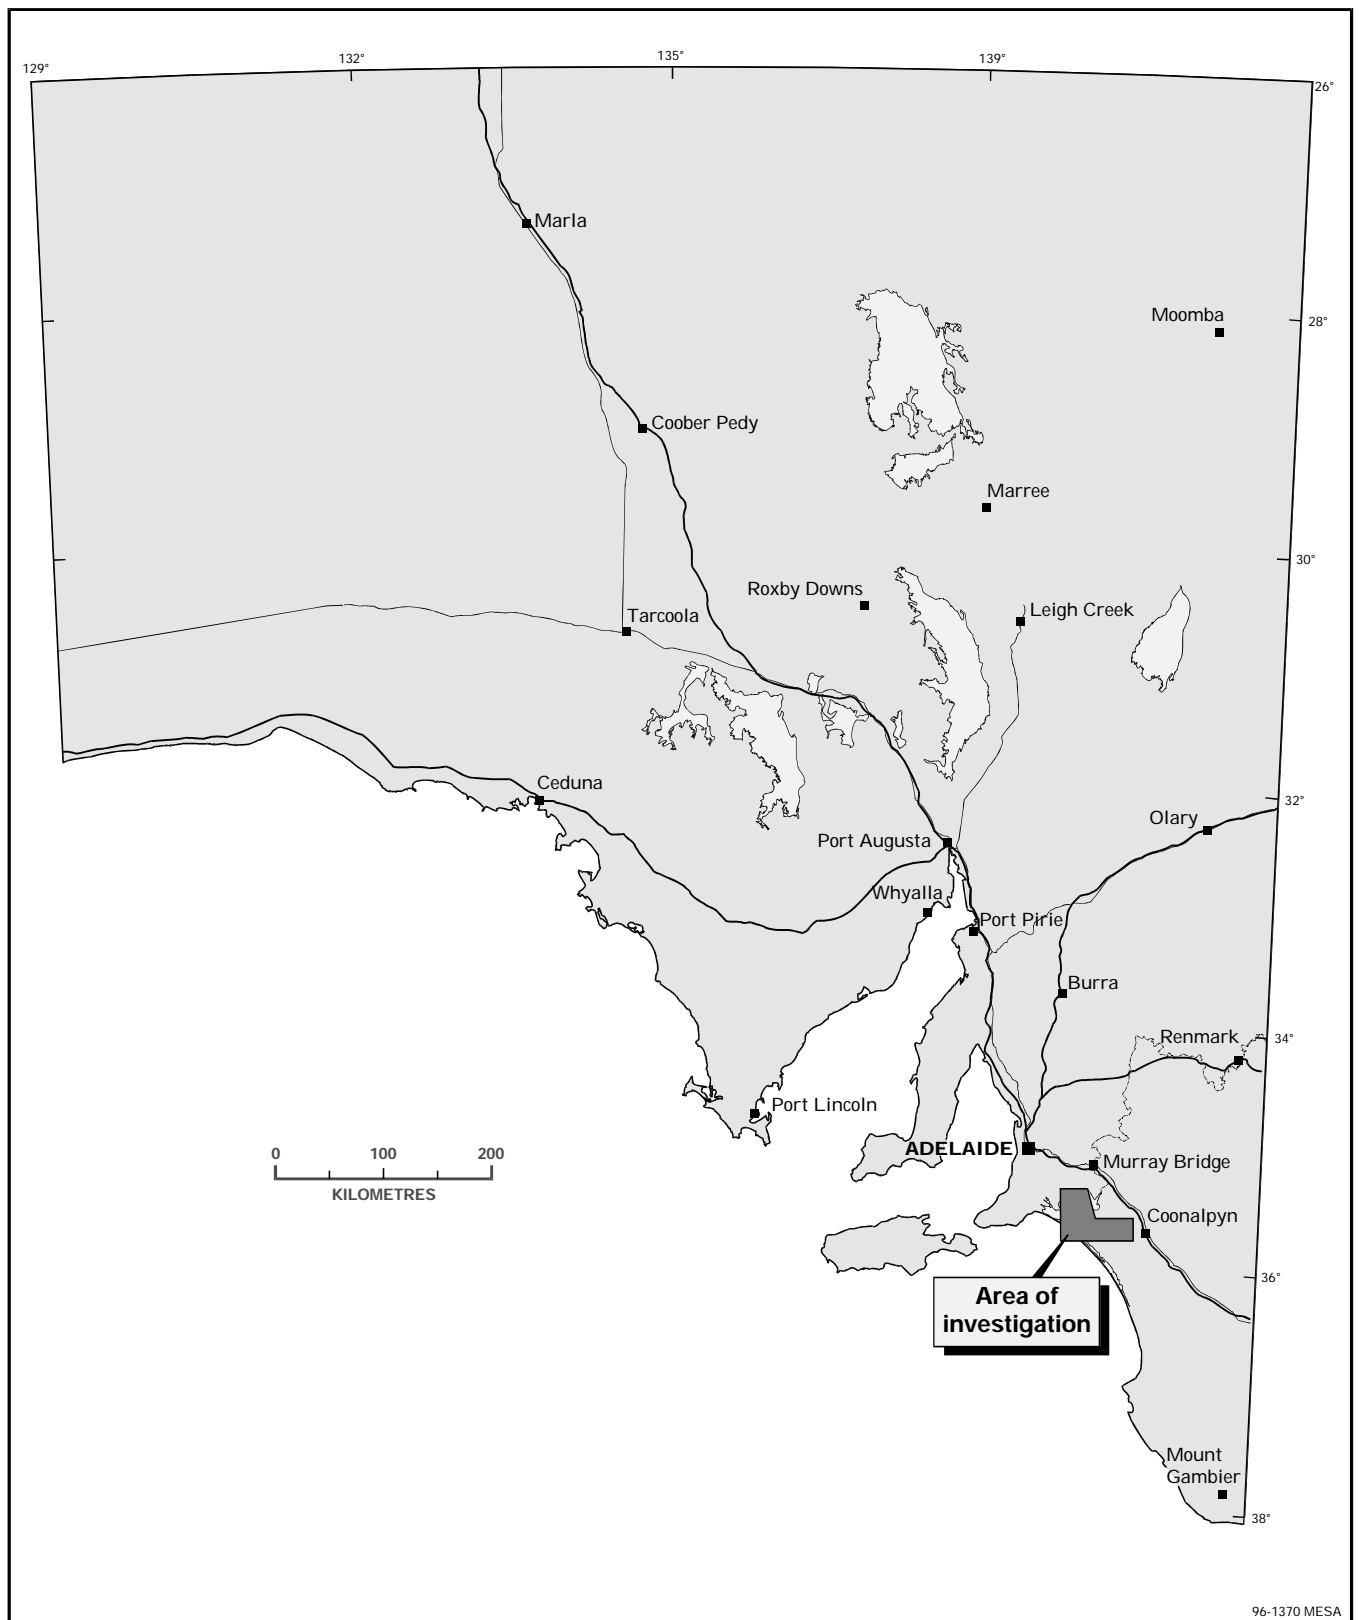 129°
132°
135°
139°
26°
Marla
Moomba
28°
Coober Pedy
Marree
30°
Roxby Downs
Leigh Creek
Tarcoola
Ceduna
32°
Olary
Port Augusta
Whyalla
Port Pirie
Burra
Renmark
34°
Port Lincoln
ADELAIDE
0 100 200
KILOMETRES
Murray Bridge
Coonalpyn
36°
Area of
investigation
Mount
Gambier
38°
96-1370 MESA